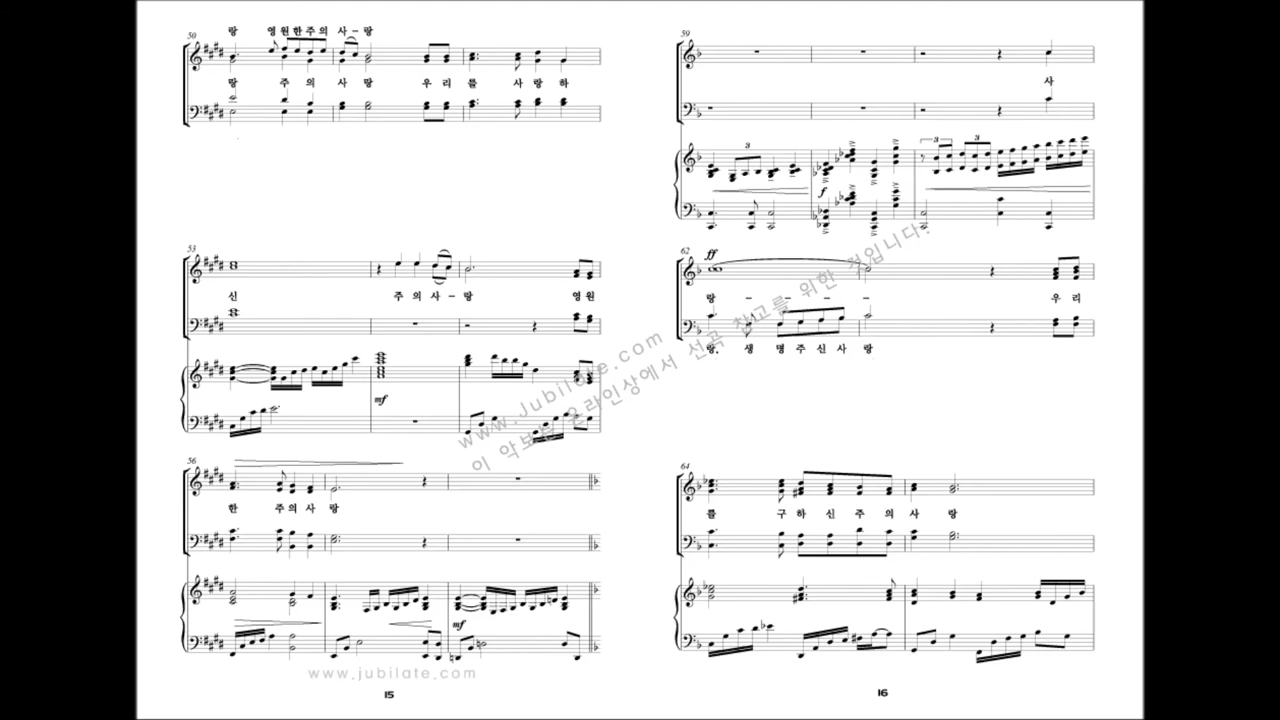 50
랑 영원한주의 사-랑
랑 주 의 사 랑 우 리 를 사 랑 하
53
신 주 의 사 - 랑 영 원
mf
56
한 주의사 랑
mf
www.jubilate.com
15
59
사
3
f
3 3
62
ff
랑 - - - - - 우 리
랑. 생 명 주 신 사 랑
64
를 구 하 신 주 의 사 랑
16
www.Jubilate.com
이 악보는 온라인상에서 선곡 참고를 위한 것입니다.